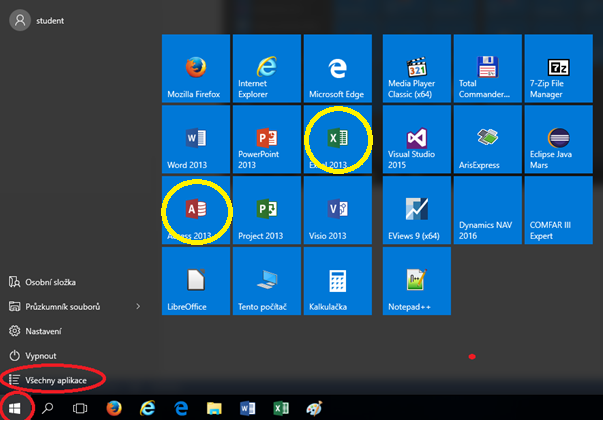 student
Mozilla Firefox
Internet
Explorer
Microsoft Edge
Media Player
Classic (x64)
Total
Commander...
7-Zip File
Manager
Word 2013
PowerPoint
2013
Excel 2013
Visual Studio
2015
ArisExpress
Eclipse Java
Mars
Access 2013
Project 2013
Visio 2013
EViews 9 (x64)
Dynamics NAV
2016
COMFAR III
Expert
LibreOffice
Tento počítač
Kalkulačka
Notepad++
Osobní složka
Průzkumník souborů
Nastavení
Vypnout
Všechny aplikace